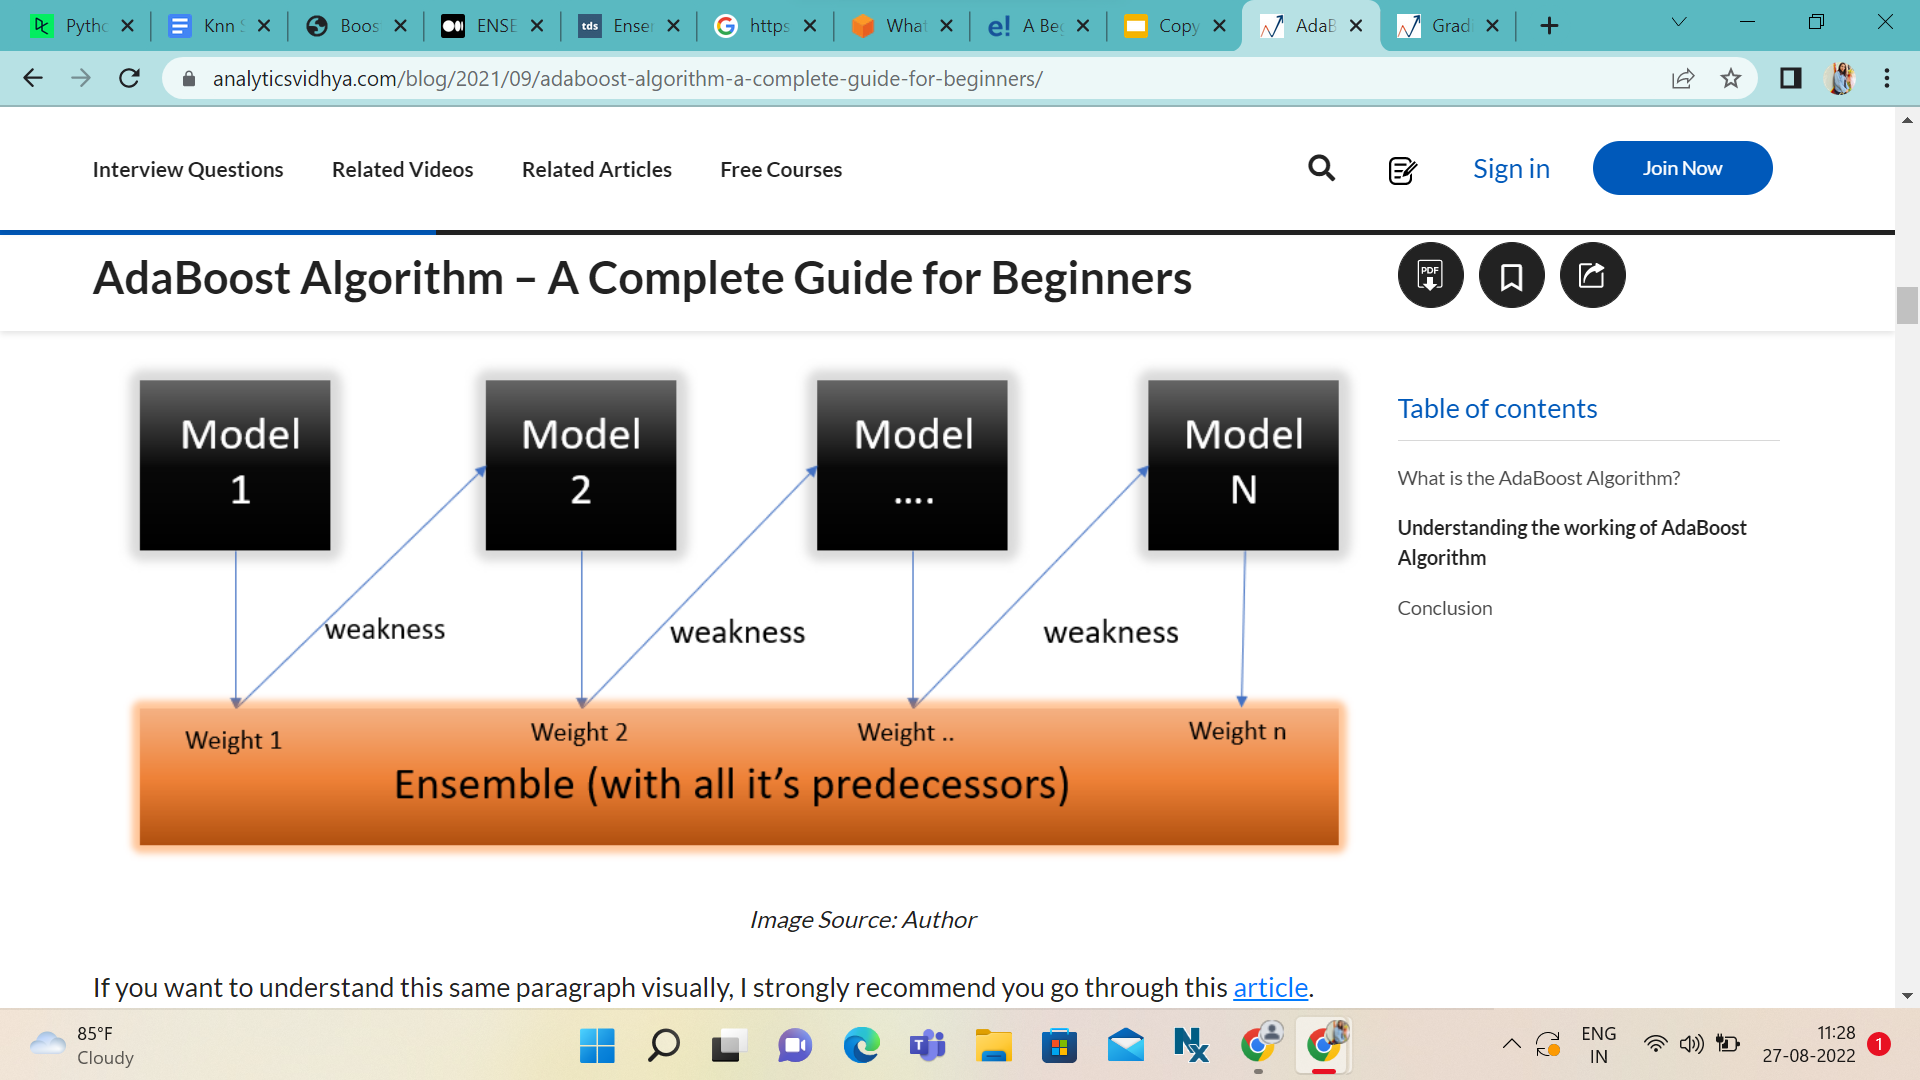 Pythc
Knn S
Boos
ENSE
tds
Enser
https
What
e! A Beg
Copy
AdaB
Gradi
analyticsvidhya.com/blog/2021/09/adaboost-algorithm-a-complete-guide-for-beginners/
Interview Questions
Related Videos
Related Articles
Free Courses
Sign in
Join Now
AdaBoost Algorithm – A Complete Guide for Beginners
PDF
Model
1
Model
2
Model
....
Model
N
weakness
weakness
weakness
Weight 1
Weight 2
Weight ..
Weight n
Ensemble (with all it's predecessors)
Image Source: Author
If you want to understand this same paragraph visually, I strongly recommend you go through this article.
Table of contents
What is the AdaBoost Algorithm?
Understanding the working of AdaBoost
Algorithm
Conclusion
85°F
Cloudy
ENG
IN
11:28
27-08-2022
1